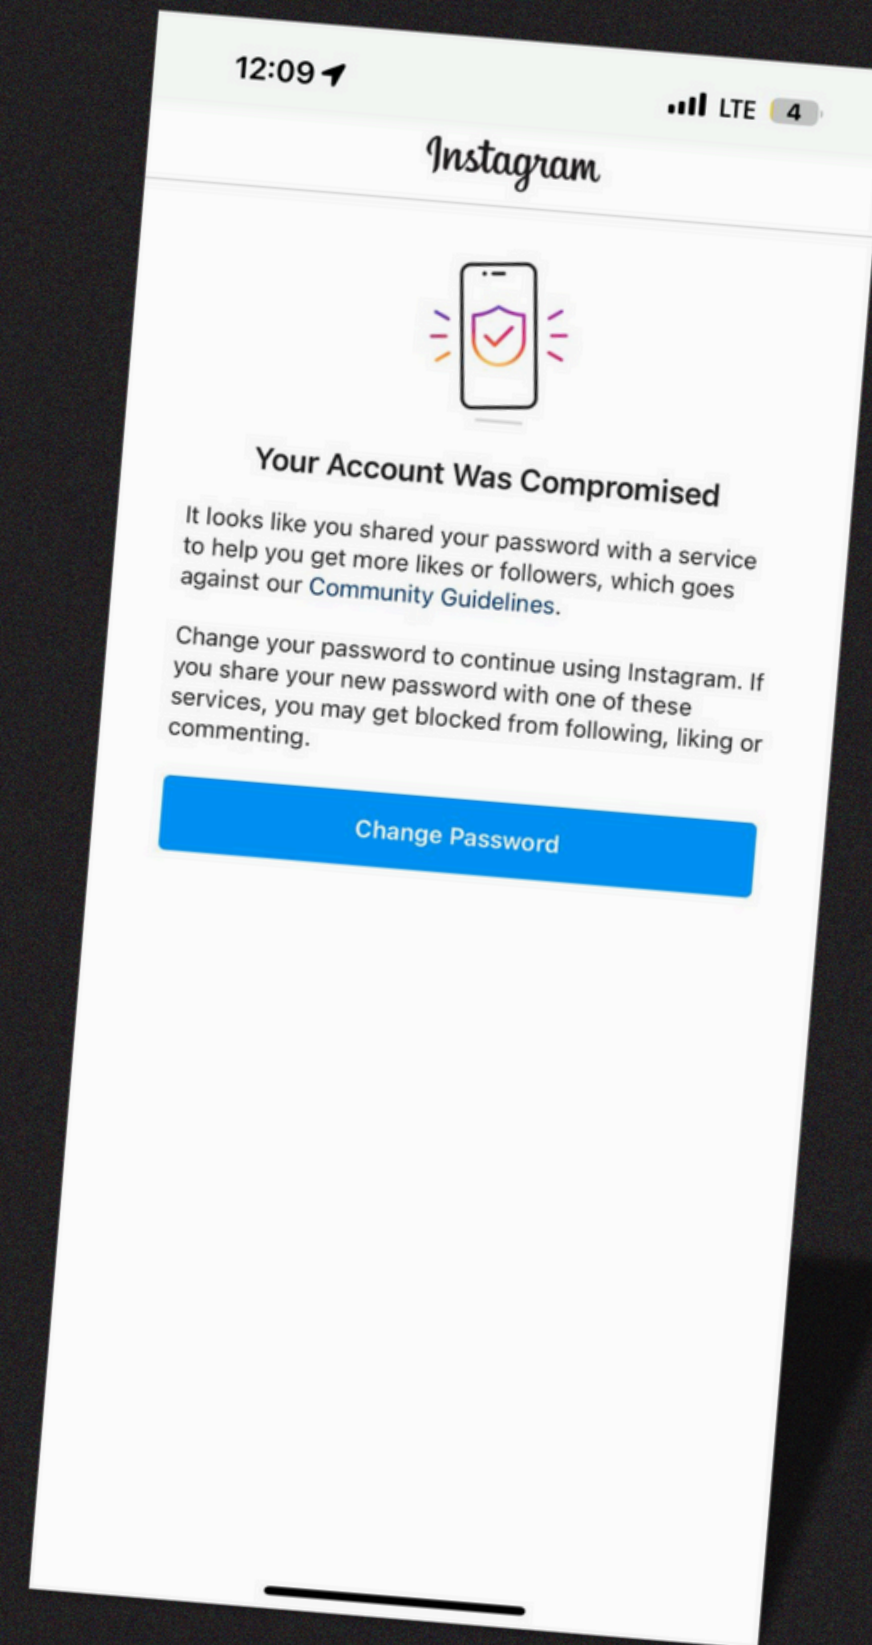 12:09
LTE 4
Instagram
Your Account Was Compromised
It looks like you shared your password with a service
to help you get more likes or followers, which goes
against our Community Guidelines.
Change your password to continue using Instagram. If
you share your new password with one of these
services, you may get blocked from following, liking or
commenting.
Change Password